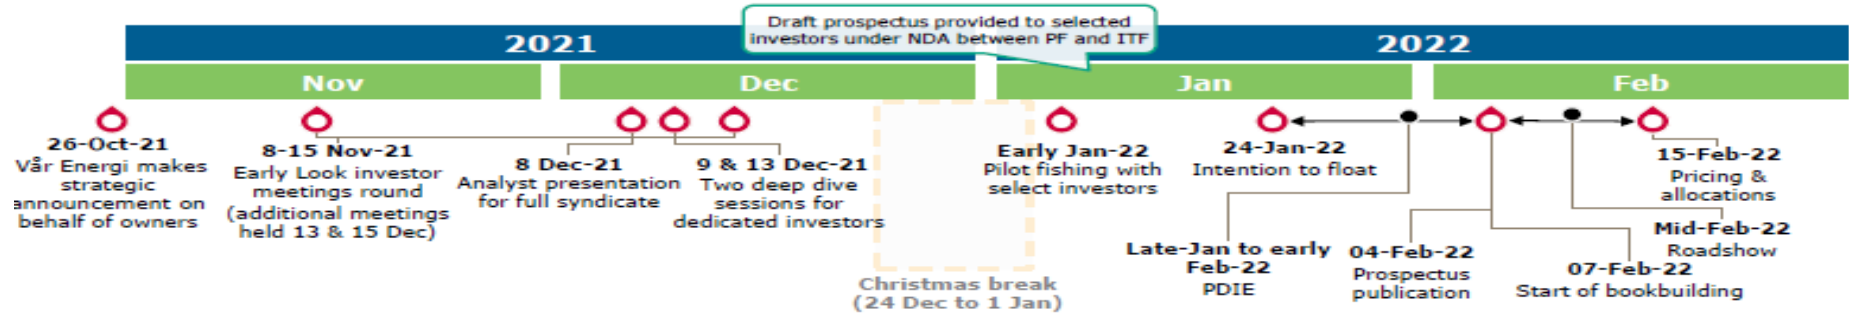 Draft prospectus provided to selected
investors under NDA between PF and ITF
2021
2022
Nov
Dec
Jan
Feb
26-Oct-21
Vår Energi makes
strategic
announcement on
behalf of owners
8-15 Nov-21
Early Look investor
meetings round
(additional meetings
held 13 & 15 Dec)
8 Dec-21
Analyst presentation
for full syndicate
9 & 13 Dec-21
Two deep dive
sessions for
dedicated investors
Christmas break
(24 Dec to 1 Jan)
Early Jan-22
Pilot fishing with
select investors
24-Jan-22
Intention to float
Late-Jan to early
Feb-22
PDIE
04-Feb-22
Prospectus
publication
07-Feb-22
Start of bookbuilding
15-Feb-22
Pricing &
allocations
Mid-Feb-22
Roadshow